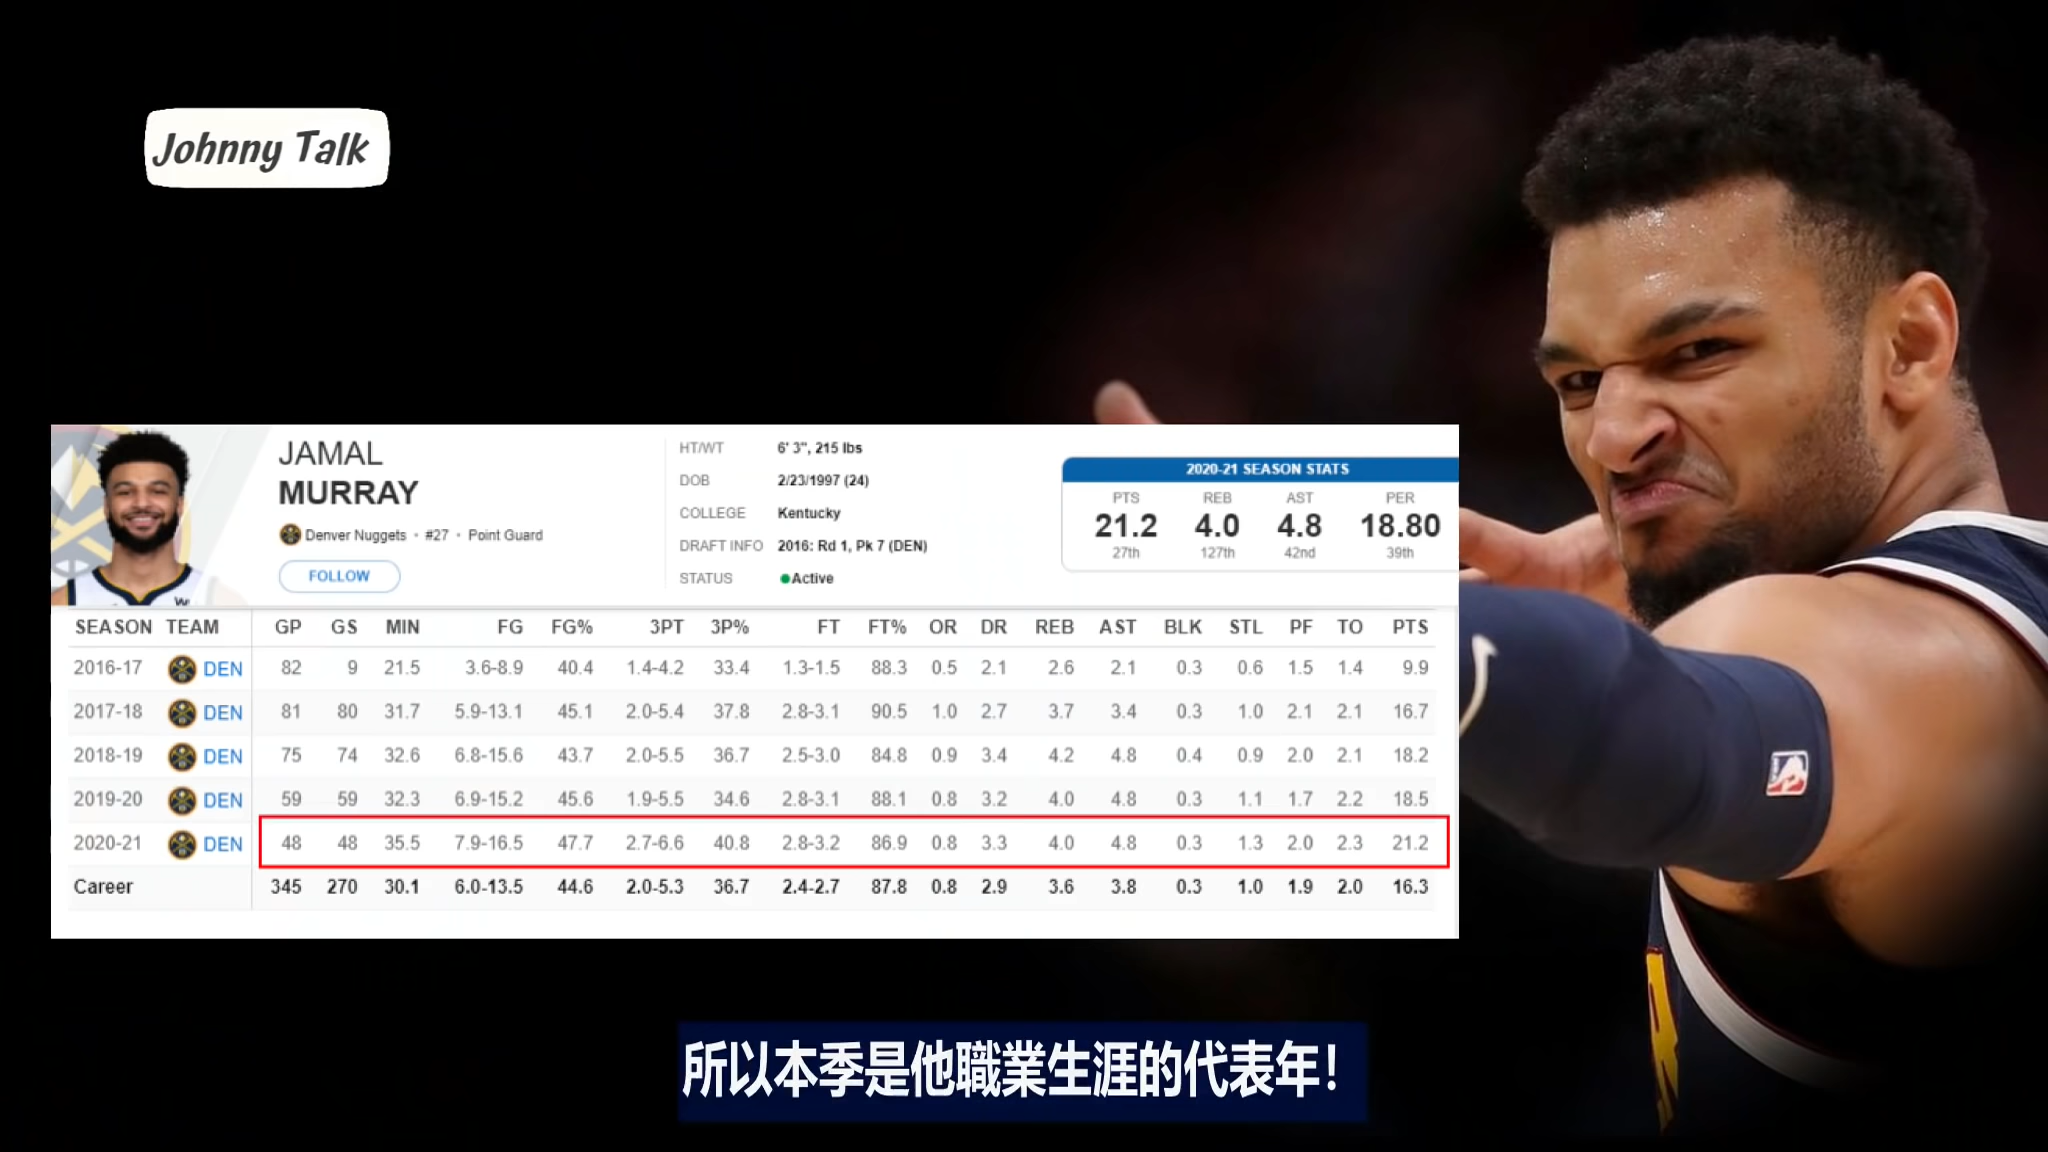 Johnny Talk
JAMAL
MURRAY
Denver Nuggets • #27 • Point Guard
FOLLOW
HT/WT 6' 3", 215 lbs
DOB 2/23/1997 (24)
COLLEGE Kentucky
DRAFT INFO 2016: Rd 1, Pk 7 (DEN)
STATUS Active
2020-21 SEASON STATS
PTS REB AST PER
21.2 4.0 4.8 18.80
27th 127th 42nd 39th
SEASON TEAM GP GS MIN FG FG% 3PT 3P% FT FT% OR DR REB AST BLK STL PF TO PTS
2016-17 DEN 82 9 21.5 3.6-8.9 40.4 1.4-4.2 33.4 1.3-1.5 88.3 0.5 2.1 2.6 2.1 0.3 0.6 1.5 1.4 9.9
2017-18 DEN 81 80 31.7 5.9-13.1 45.1 2.0-5.4 37.8 2.8-3.1 90.5 1.0 2.7 3.7 3.4 0.3 1.0 2.1 2.1 16.7
2018-19 DEN 75 74 32.6 6.8-15.6 43.7 2.0-5.5 36.7 2.5-3.0 84.8 0.9 3.4 4.2 4.8 0.4 0.9 2.0 2.1 18.2
2019-20 DEN 59 59 32.3 6.9-15.2 45.6 1.9-5.5 34.6 2.8-3.1 88.1 0.8 3.2 4.0 4.8 0.3 1.1 1.7 2.2 18.5
2020-21 DEN 48 48 35.5 7.9-16.5 47.7 2.7-6.6 40.8 2.8-3.2 86.9 0.8 3.3 4.0 4.8 0.3 1.3 2.0 2.3 21.2
Career 345 270 30.1 6.0-13.5 44.6 2.0-5.3 36.7 2.4-2.7 87.8 0.8 2.9 3.6 3.8 0.3 1.0 1.9 2.0 16.3
所以本季是他職業生涯的代表年!